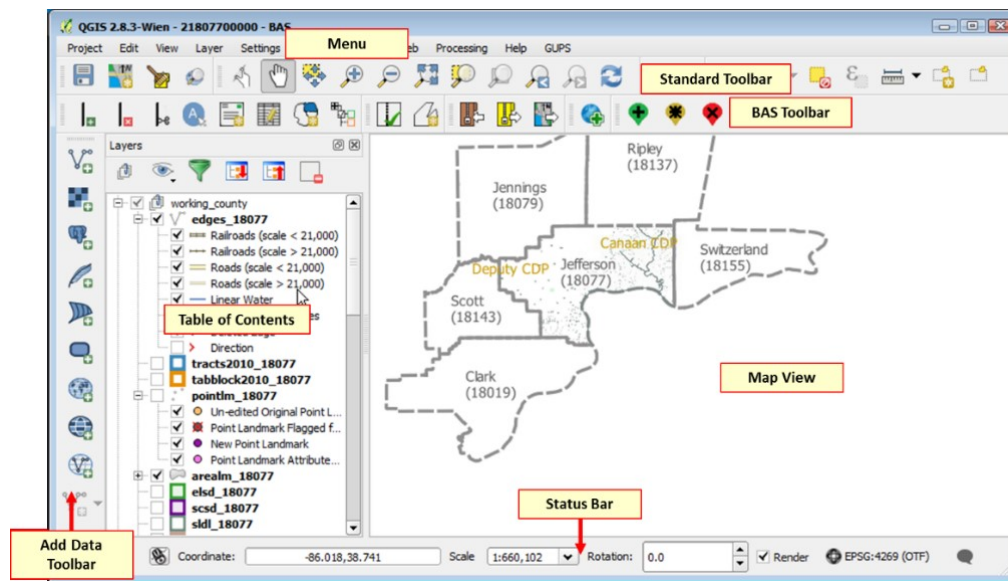 QGIS 2.8.3-Wien - 21807700000 - BAS
Project Edit View Layer Settings Menu Processing Help GUPS
Standard Toolbar
BAS Toolbar
Layers
working_county
edges_18077
Railroads (scale < 21,000)
Railroads (scale > 21,000)
Roads (scale < 21,000)
Roads (scale > 21,000)
Linear Water
Table of Contents
Direction
tracts2010_18077
tabblock2010_18077
pointlm_18077
Un-edited Original Point L...
Point Landmark Flagged f...
New Point Landmark
Point Landmark Attribute...
arealm_18077
elsd_18077
scsd_18077
sldl_18077
Ripley
(18137)
Jennings
(18079)
Canaan CDP
Switzerland
(18155)
Deputy CDP
Jefferson
(18077)
Scott
(18143)
Clark
(18019)
Map View
Status Bar
Add Data
Toolbar
Coordinate: -86.018,38.741 Scale 1:660,102 Rotation: 0.0 Render EPSG:4269 (OTF)